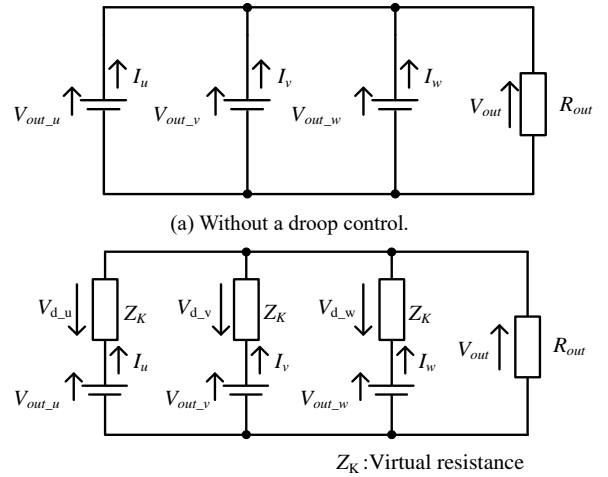 I_u I_v I_w
V_out_u V_out_v V_out_w V_out R_out
(a) Without a droop control.
V_d_u Z_K V_d_v Z_K V_d_w Z_K
I_u I_v I_w V_out R_out
V_out_u V_out_v V_out_w
Z_K :Virtual resistance